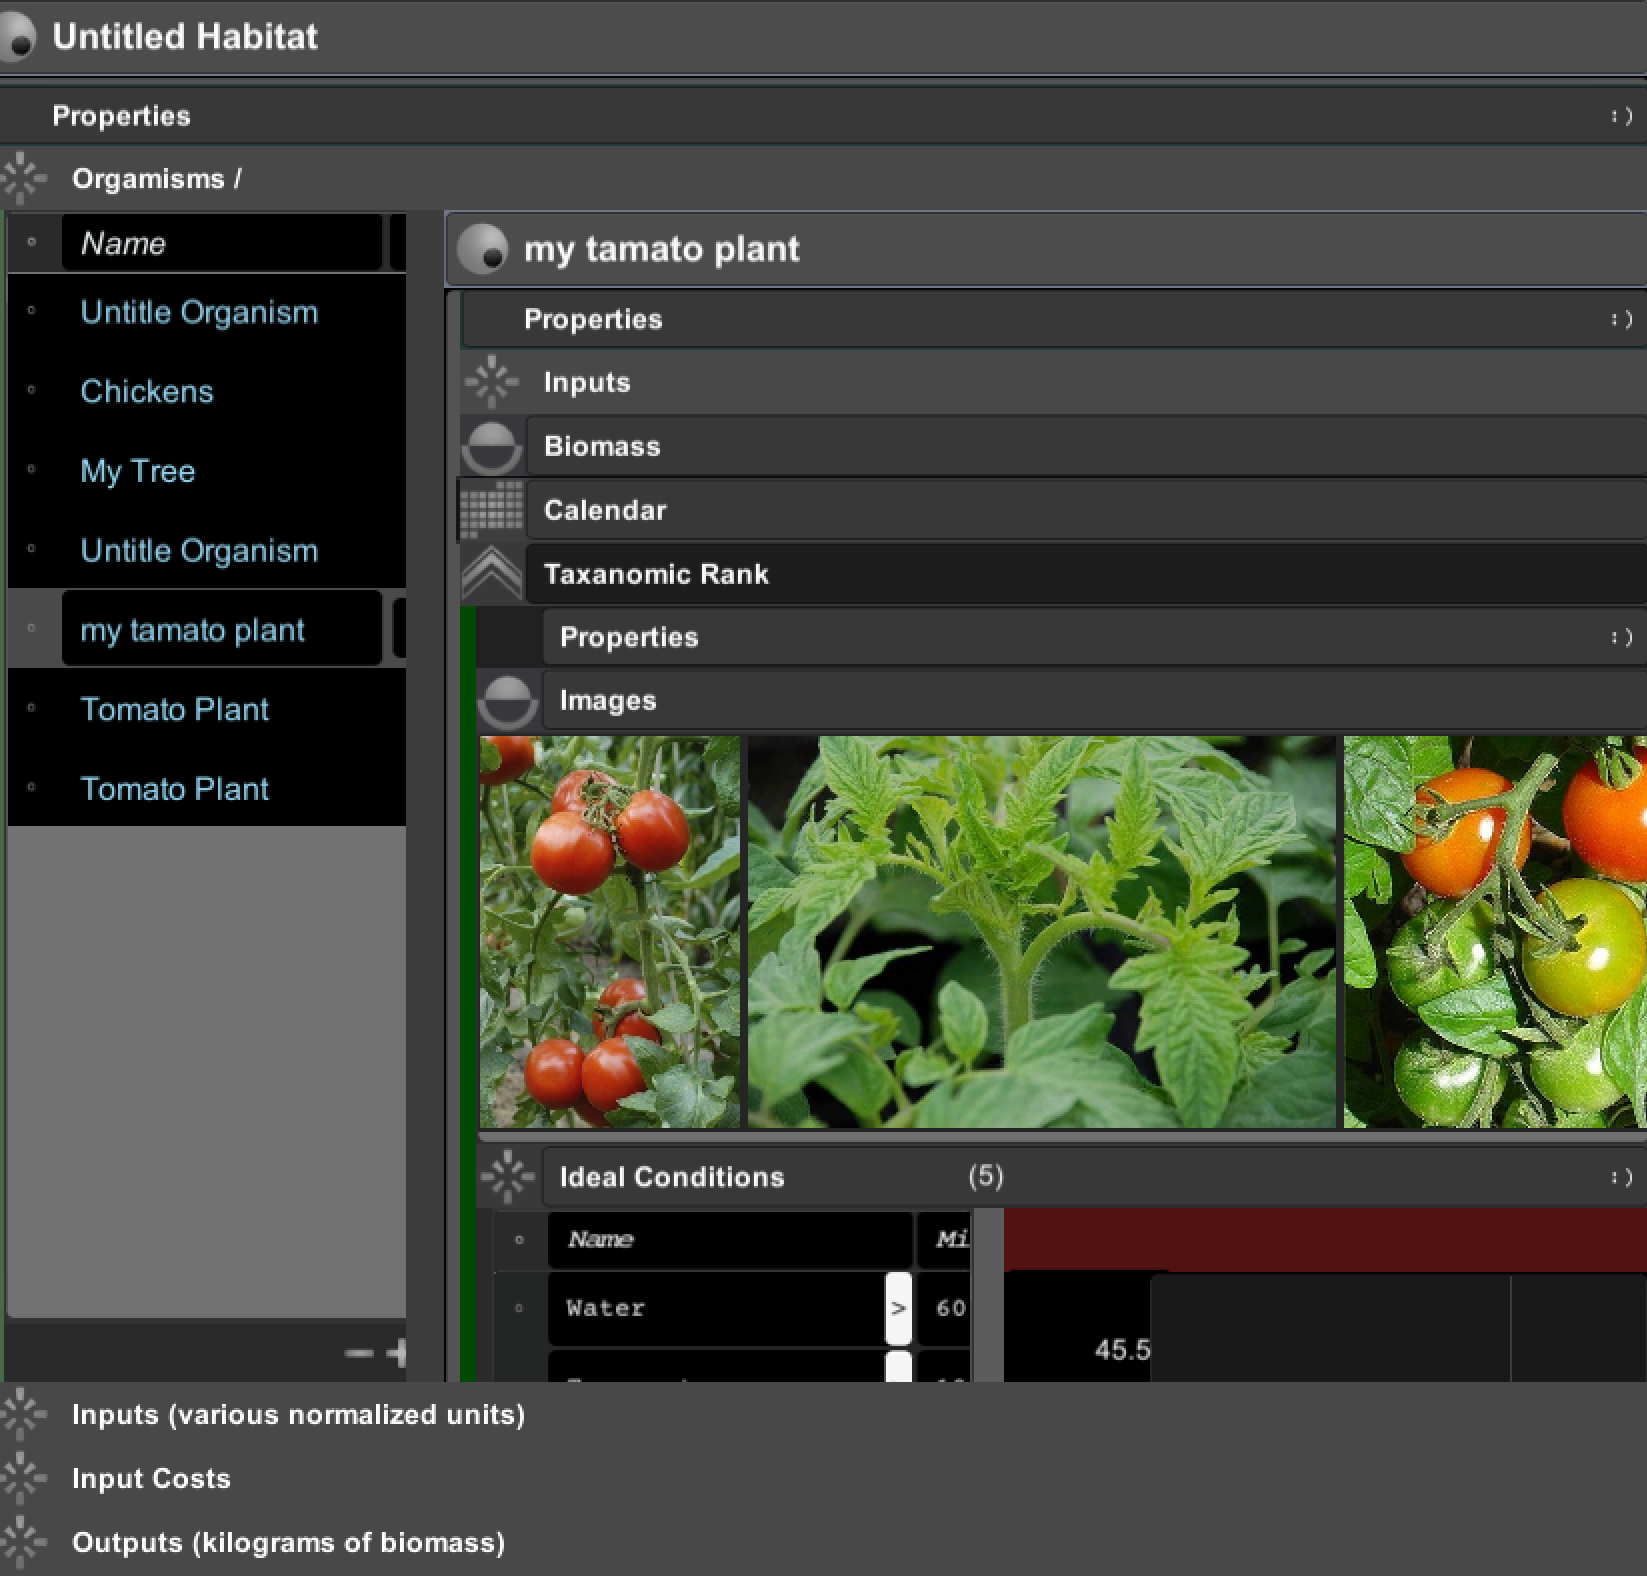 Untitled Habitat
Properties :)
Orgamisms /
Name
Untitle Organism
Chickens
My Tree
Untitle Organism
my tamato plant
Tomato Plant
Tomato Plant
my tamato plant
Properties :)
Inputs
Biomass
Calendar
Taxanomic Rank
Properties :)
Images
Ideal Conditions (5) :)
Name Mi
Water > 60
45.5
Inputs (various normalized units)
Input Costs
Outputs (kilograms of biomass)